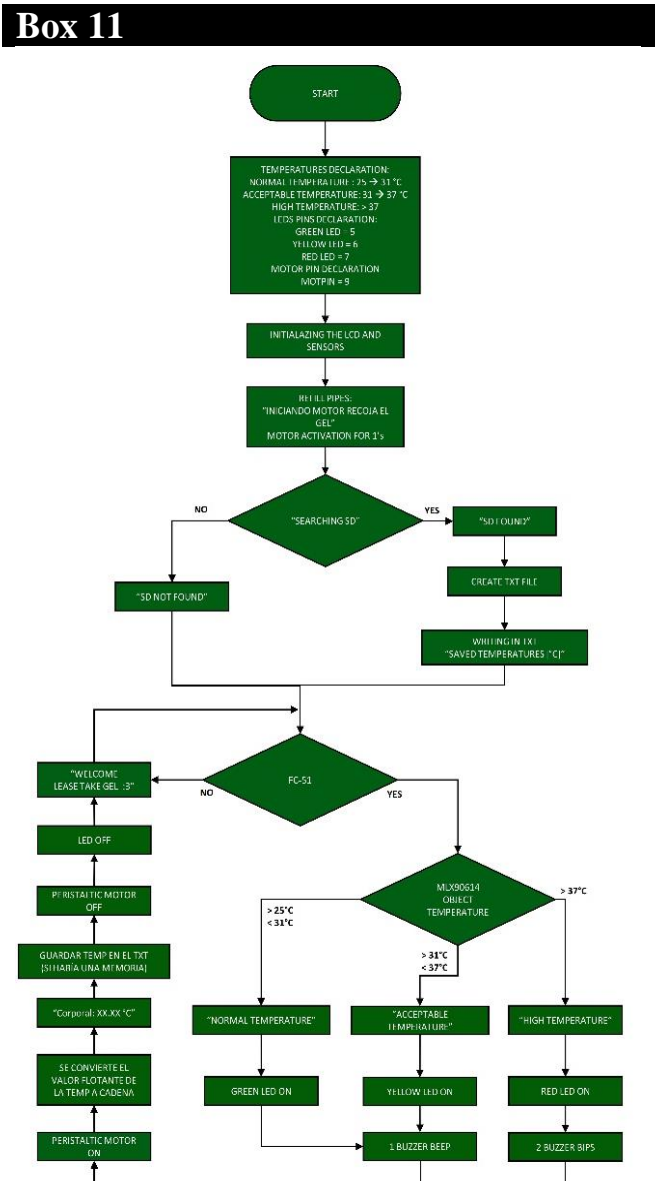 Box 11
START
TEMPERATURES DECLARATION:
NORMAL TEMPERATURE : 25 → 31 °C
ACCEPTABLE TEMPERATURE: 31 → 37 °C
HIGH TEMPERATURE: > 37
LEDS PINS DECLARATION:
GREEN LED = 5
YELLOW LED = 6
RED LED = 7
MOTOR PIN DECLARATION
MOTPIN = 9
INITIALAZING THE LCD AND
SENSORS
REFILL PIPES:
"INICIANDO MOTOR RECOJA EL
GEL"
MOTOR ACTIVATION FOR 1's
"SEARCHING SD"
NO
YES
"SD NOT FOUND"
"SD FOUND"
CREATE TXT FILE
WRITING IN TXT
"SAVED TEMPERATURES [°C]"
FC-51
NO
YES
"WELCOME
LEASE TAKE GEL :3"
LED OFF
PERISTALTIC MOTOR
OFF
GUARDAR TEMP EN EL TXT
(SI HABÍA UNA MEMORIA)
"Corporal: XX.XX °C"
SE CONVIERTE EL
VALOR FLOTANTE DE
LA TEMP A CADENA
PERISTALTIC MOTOR
ON
MLX90614
OBJECT
TEMPERATURE
> 25°C
< 31°C
> 31°C
< 37°C
> 37°C
"NORMAL TEMPERATURE"
"ACCEPTABLE
TEMPERATURE"
"HIGH TEMPERATURE"
GREEN LED ON
YELLOW LED ON
RED LED ON
1 BUZZER BEEP
2 BUZZER BIPS